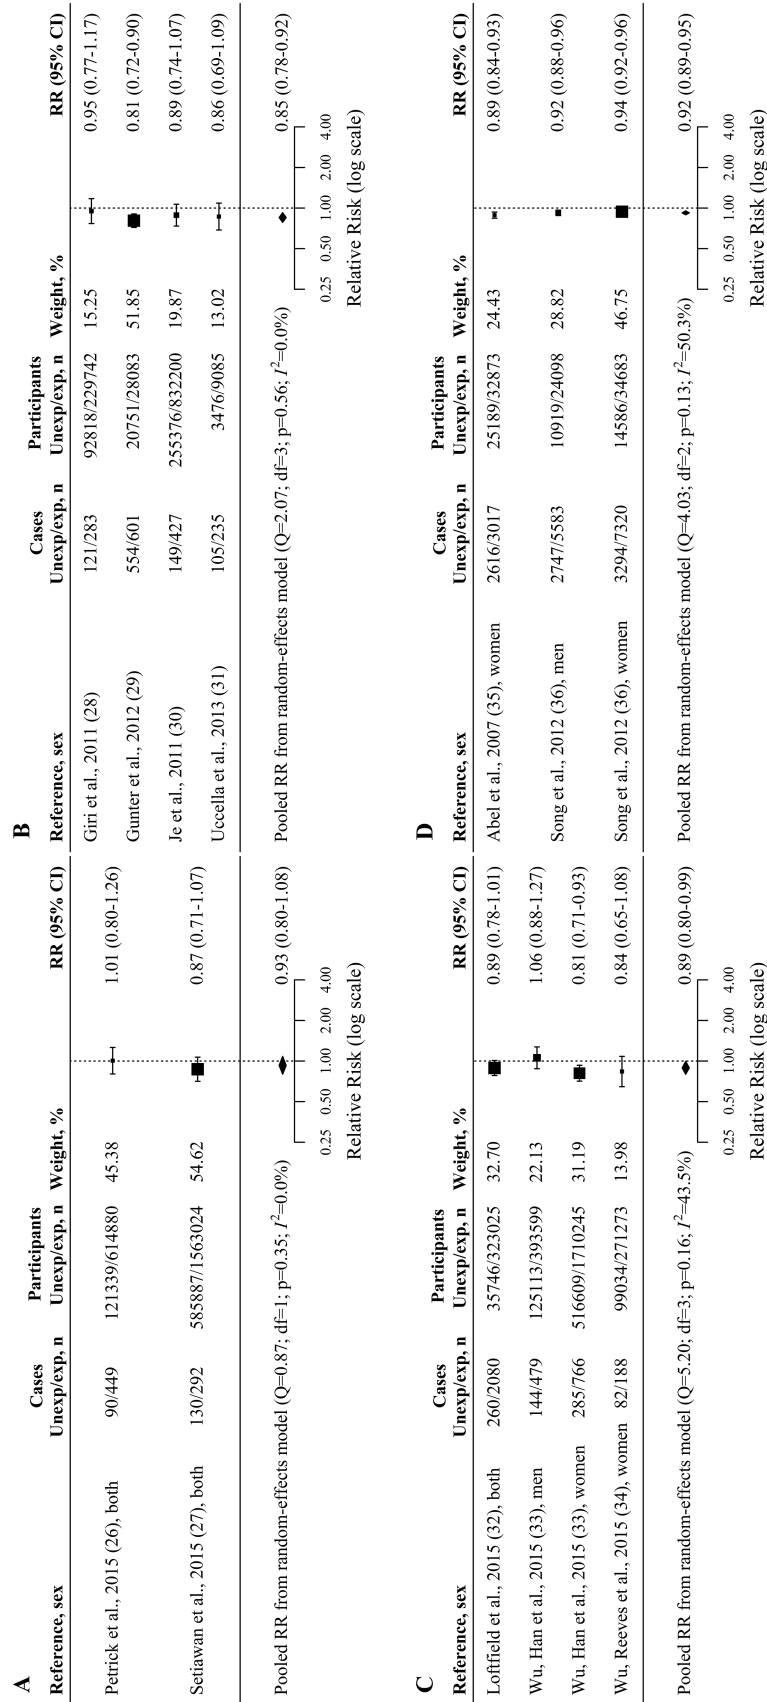 A
Reference, sex Cases Unexp/exp, n Participants Unexp/exp, n Weight, % RR (95% CI)
Petrick et al., 2015 (26), both 90/449 121339/614880 45.38 1.01 (0.80-1.26)
Setiawan et al., 2015 (27), both 130/292 585887/1563024 54.62 0.87 (0.71-1.07)
Pooled RR from random-effects model (Q=0.87; df=1; p=0.35; I²=0.0%) 0.93 (0.80-1.08)
0.25 0.50 1.00 2.00 4.00
Relative Risk (log scale)
B
Reference, sex Cases Unexp/exp, n Participants Unexp/exp, n Weight, % RR (95% CI)
Giri et al., 2011 (28) 121/283 92818/229742 15.25 0.95 (0.77-1.17)
Gunter et al., 2012 (29) 554/601 20751/28083 51.85 0.81 (0.72-0.90)
Je et al., 2011 (30) 149/427 255376/832200 19.87 0.89 (0.74-1.07)
Uccella et al., 2013 (31) 105/235 3476/9085 13.02 0.86 (0.69-1.09)
Pooled RR from random-effects model (Q=2.07; df=3; p=0.56; I²=0.0%) 0.85 (0.78-0.92)
0.25 0.50 1.00 2.00 4.00
Relative Risk (log scale)
C
Reference, sex Cases Unexp/exp, n Participants Unexp/exp, n Weight, % RR (95% CI)
Loftfield et al., 2015 (32), both 260/2080 35746/323025 32.70 0.89 (0.78-1.01)
Wu, Han et al., 2015 (33), men 144/479 125113/393599 22.13 1.06 (0.88-1.27)
Wu, Han et al., 2015 (33), women 285/766 516609/1710245 31.19 0.81 (0.71-0.93)
Wu, Reeves et al., 2015 (34), women 82/188 99034/271273 13.98 0.84 (0.65-1.08)
Pooled RR from random-effects model (Q=5.20; df=3; p=0.16; I²=43.5%) 0.89 (0.80-0.99)
0.25 0.50 1.00 2.00 4.00
Relative Risk (log scale)
D
Reference, sex Cases Unexp/exp, n Participants Unexp/exp, n Weight, % RR (95% CI)
Abel et al., 2007 (35), women 2616/3017 25189/32873 24.43 0.89 (0.84-0.93)
Song et al., 2012 (36), men 2747/5583 10919/24098 28.82 0.92 (0.88-0.96)
Song et al., 2012 (36), women 3294/7320 14586/34683 46.75 0.94 (0.92-0.96)
Pooled RR from random-effects model (Q=4.03; df=2; p=0.13; I²=50.3%) 0.92 (0.89-0.95)
0.25 0.50 1.00 2.00 4.00
Relative Risk (log scale)